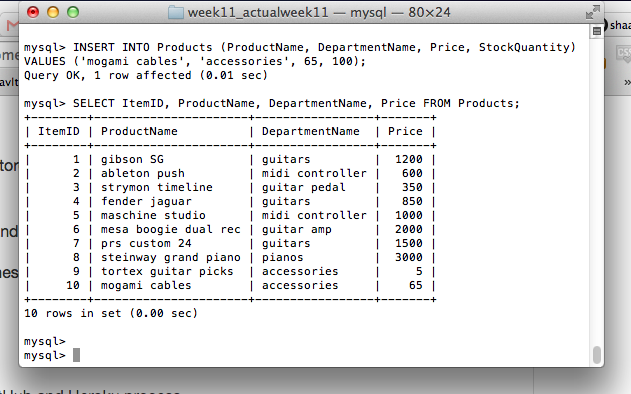 week11_actualweek11 — mysql — 80×24
mysql> INSERT INTO Products (ProductName, DepartmentName, Price, StockQuantity)
VALUES ('mogami cables', 'accessories', 65, 100);
Query OK, 1 row affected (0.01 sec)
mysql> SELECT ItemID, ProductName, DepartmentName, Price FROM Products;
+--------+----------------------+-----------------+-------+
| ItemID | ProductName          | DepartmentName  | Price |
+--------+----------------------+-----------------+-------+
|      1 | gibson SG            | guitars         |  1200 |
|      2 | ableton push         | midi controller |   600 |
|      3 | strymon timeline     | guitar pedal    |   350 |
|      4 | fender jaguar        | guitars         |   850 |
|      5 | maschine studio      | midi controller |  1000 |
|      6 | mesa boogie dual rec | guitar amp      |  2000 |
|      7 | prs custom 24        | guitars         |  1500 |
|      8 | steinway grand piano | pianos          |  3000 |
|      9 | tortex guitar picks  | accessories     |     5 |
|     10 | mogami cables        | accessories     |    65 |
+--------+----------------------+-----------------+-------+
10 rows in set (0.00 sec)
mysql>
mysql>